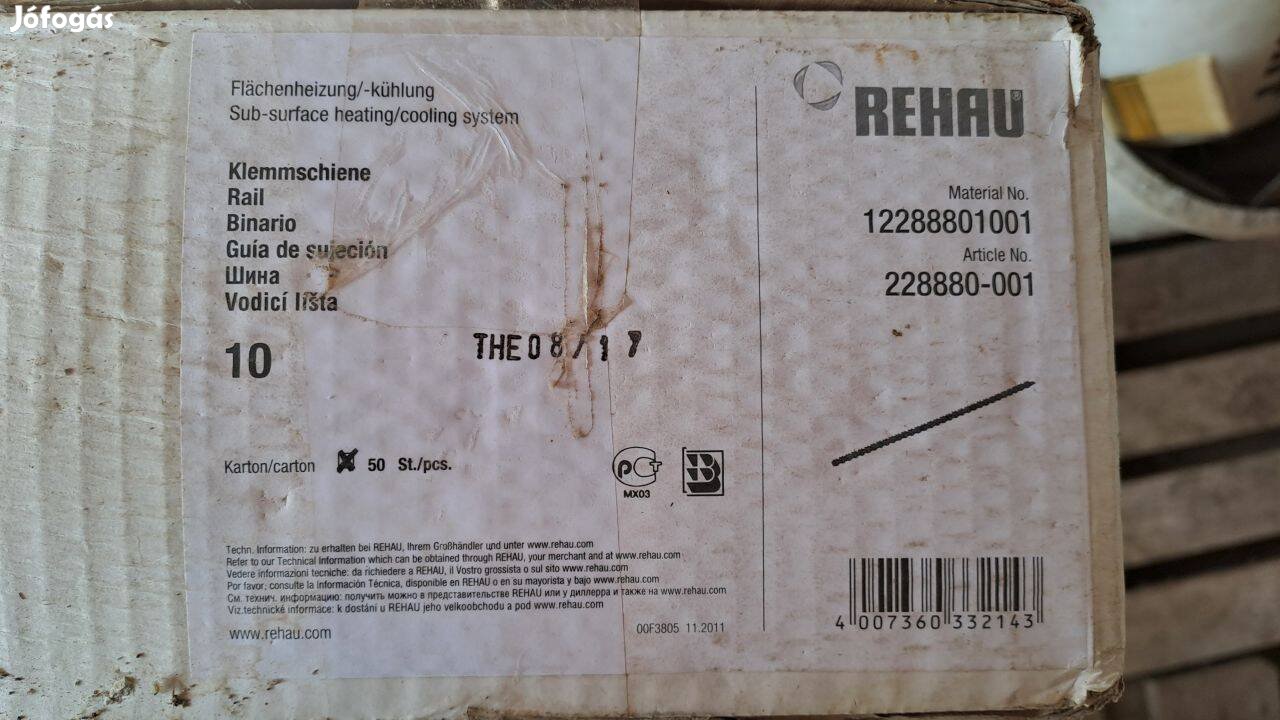 Jófogás
Flächenheizung/-kühlung
Sub-surface heating/cooling system
Klemmschiene
Rail
Binario
Guía de sujeción
Шина
Vodicí lišta
10
THE 08/17
Karton/carton 50 St./pcs.
MX03
Techn. Information: zu erhalten bei REHAU, Ihrem Großhändler und unter www.rehau.com
Refer to our Technical Information which can be obtained through REHAU, your merchant and at www.rehau.com
Vedere informazioni tecniche: da richiedere a REHAU, il Vostro grossista o sul sito www.rehau.com
Por favor, consulte la Información Técnica, disponible en REHAU o en su mayorista y bajo www.rehau.com
См. технич. информацию: получить можно в представительстве REHAU или у диллерра и также на www.rehau.com
Viz.technické informace: k dostání u REHAU jeho velkoobchodu a pod www.rehau.com
www.rehau.com
00F3805 11.2011
REHAU®
Material No.
12288801001
Article No.
228880-001
4 007360 332143